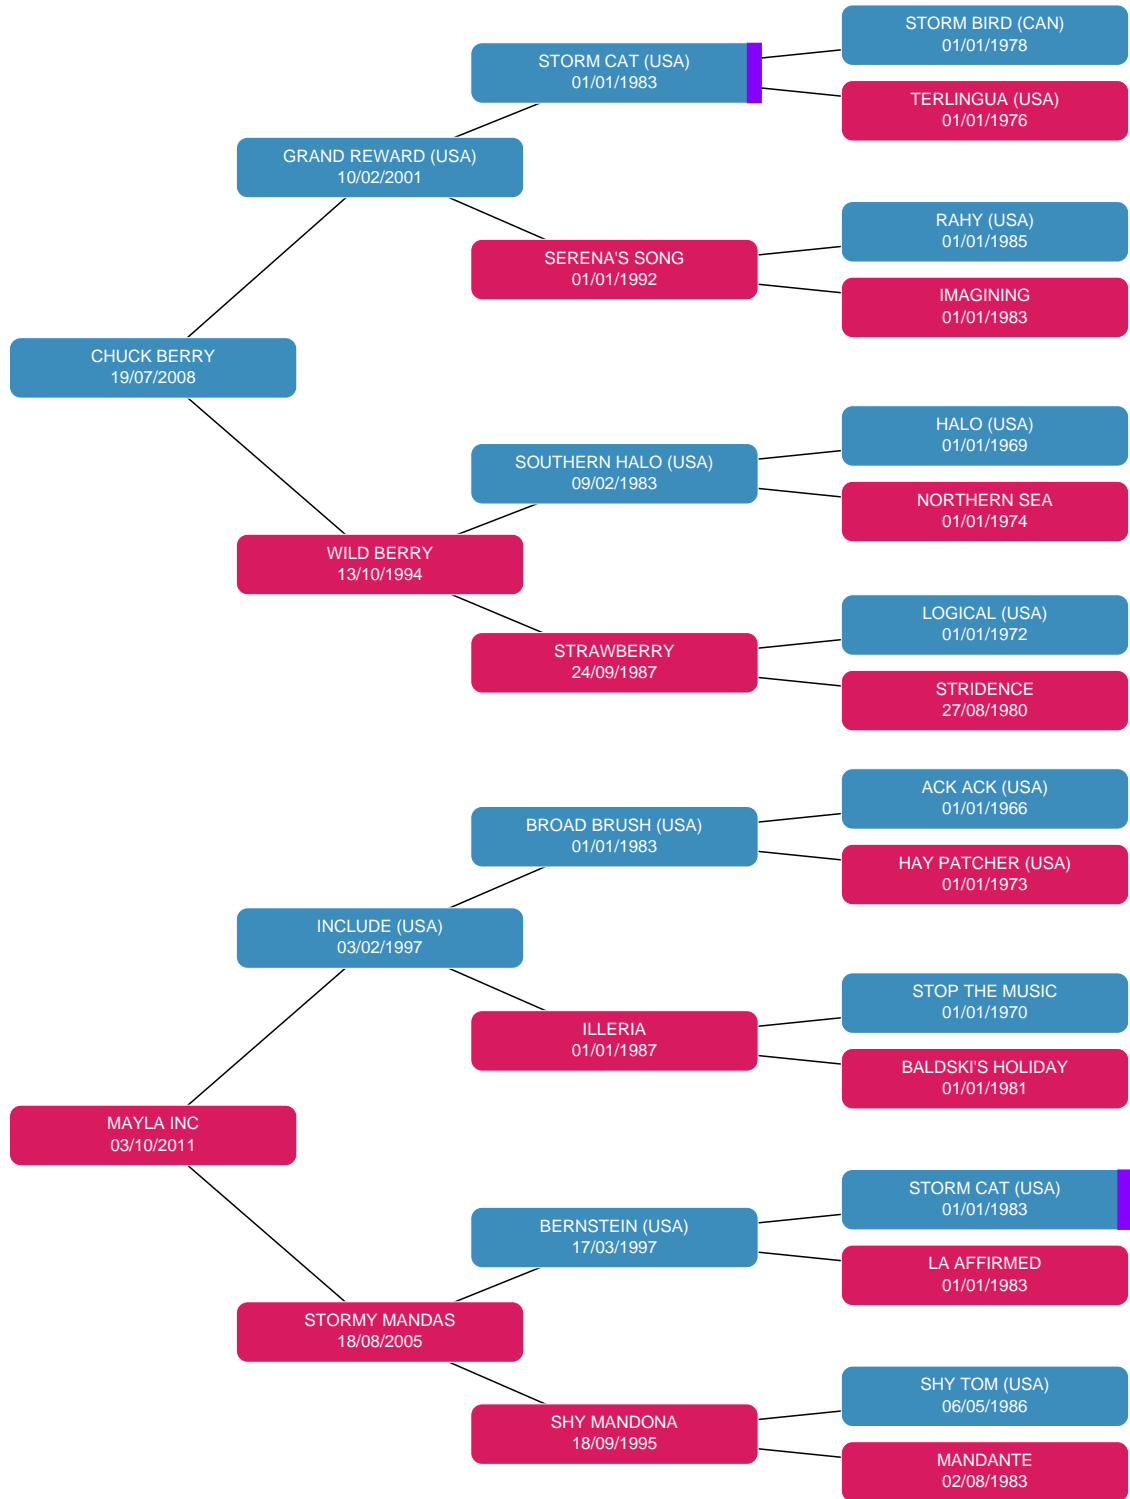 STORM BIRD (CAN)
01/01/1978
STORM CAT (USA)
01/01/1983
TERLINGUA (USA)
01/01/1976
GRAND REWARD (USA)
10/02/2001
RAHY (USA)
01/01/1985
SERENA'S SONG
01/01/1992
IMAGINING
01/01/1983
CHUCK BERRY
19/07/2008
HALO (USA)
01/01/1969
SOUTHERN HALO (USA)
09/02/1983
NORTHERN SEA
01/01/1974
WILD BERRY
13/10/1994
LOGICAL (USA)
01/01/1972
STRAWBERRY
24/09/1987
STRIDENCE
27/08/1980
ACK ACK (USA)
01/01/1966
BROAD BRUSH (USA)
01/01/1983
HAY PATCHER (USA)
01/01/1973
INCLUDE (USA)
03/02/1997
STOP THE MUSIC
01/01/1970
ILLERIA
01/01/1987
BALDSKI'S HOLIDAY
01/01/1981
MAYLA INC
03/10/2011
STORM CAT (USA)
01/01/1983
BERNSTEIN (USA)
17/03/1997
LA AFFIRMED
01/01/1983
STORMY MANDAS
18/08/2005
SHY TOM (USA)
06/05/1986
SHY MANDONA
18/09/1995
MANDANTE
02/08/1983